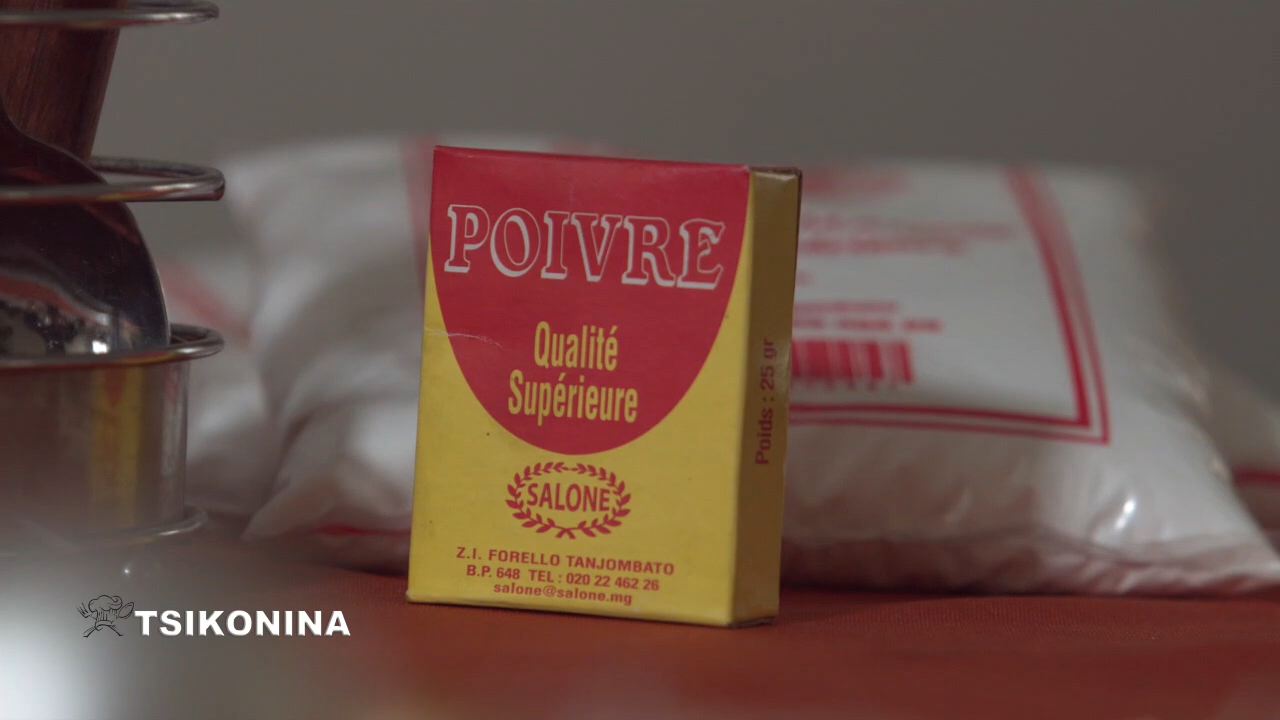 POIVRE
Qualité
Supérieure
SALONE
Z.I. FORELLO TANJOMBATO
B.P. 648 TEL : 020 22 462 26
salone@salone.mg
Poids : 25 gr
TSIKONINA